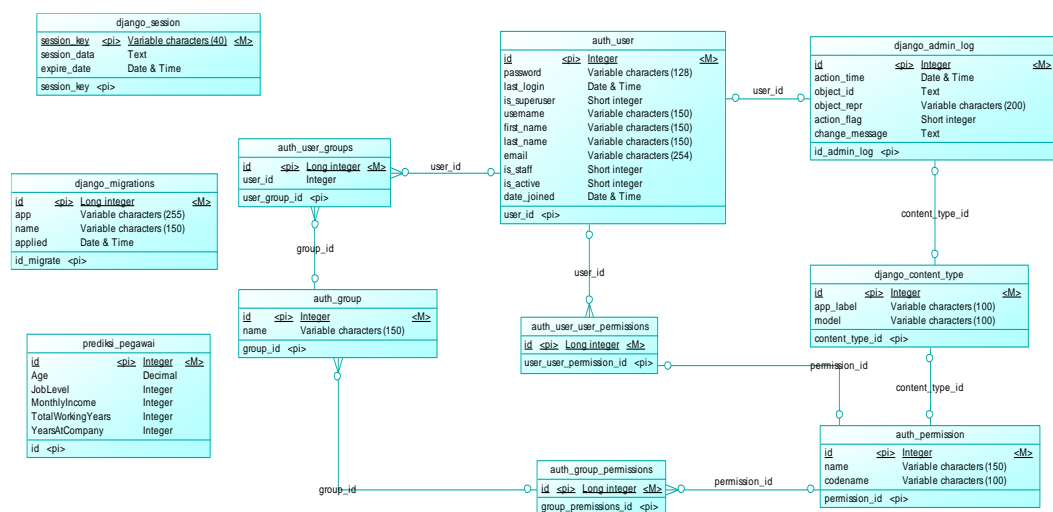 django_session
session_key <pi> Variable characters (40) <M>
session_data Text
expire_date Date & Time
session_key <pi>
auth_user
id <pi> Integer <M>
password Variable characters (128)
last_login Date & Time
is_superuser Short integer
username Variable characters (150)
first_name Variable characters (150)
last_name Variable characters (150)
email Variable characters (254)
is_staff Short integer
is_active Short integer
date_joined Date & Time
user_id <pi>
user_id
django_admin_log
id <pi> Integer <M>
action_time Date & Time
object_id Text
object_repr Variable characters (200)
action_flag Short integer
change_message Text
id_admin_log <pi>
auth_user_groups
id <pi> Long integer <M>
user_id Integer
user_group_id <pi>
user_id
django_migrations
id <pi> Long integer <M>
app Variable characters (255)
name Variable characters (150)
applied Date & Time
id_migrate <pi>
group_id
user_id
content_type_id
auth_group
id <pi> Integer <M>
name Variable characters (150)
group_id <pi>
django_content_type
id <pi> Integer <M>
app_label Variable characters (100)
model Variable characters (100)
content_type_id <pi>
auth_user_user_permissions
id <pi> Long integer <M>
user_user_permission_id <pi>
prediksi_pegawai
id <pi> Integer <M>
Age Decimal
JobLevel Integer
MonthlyIncome Integer
TotalWorkingYears Integer
YearsAtCompany Integer
id <pi>
permission_id
content_type_id
auth_permission
id <pi> Integer <M>
name Variable characters (150)
codename Variable characters (100)
permission_id <pi>
group_id
auth_group_permissions
id <pi> Long integer <M>
group_premissions_id <pi>
permission_id